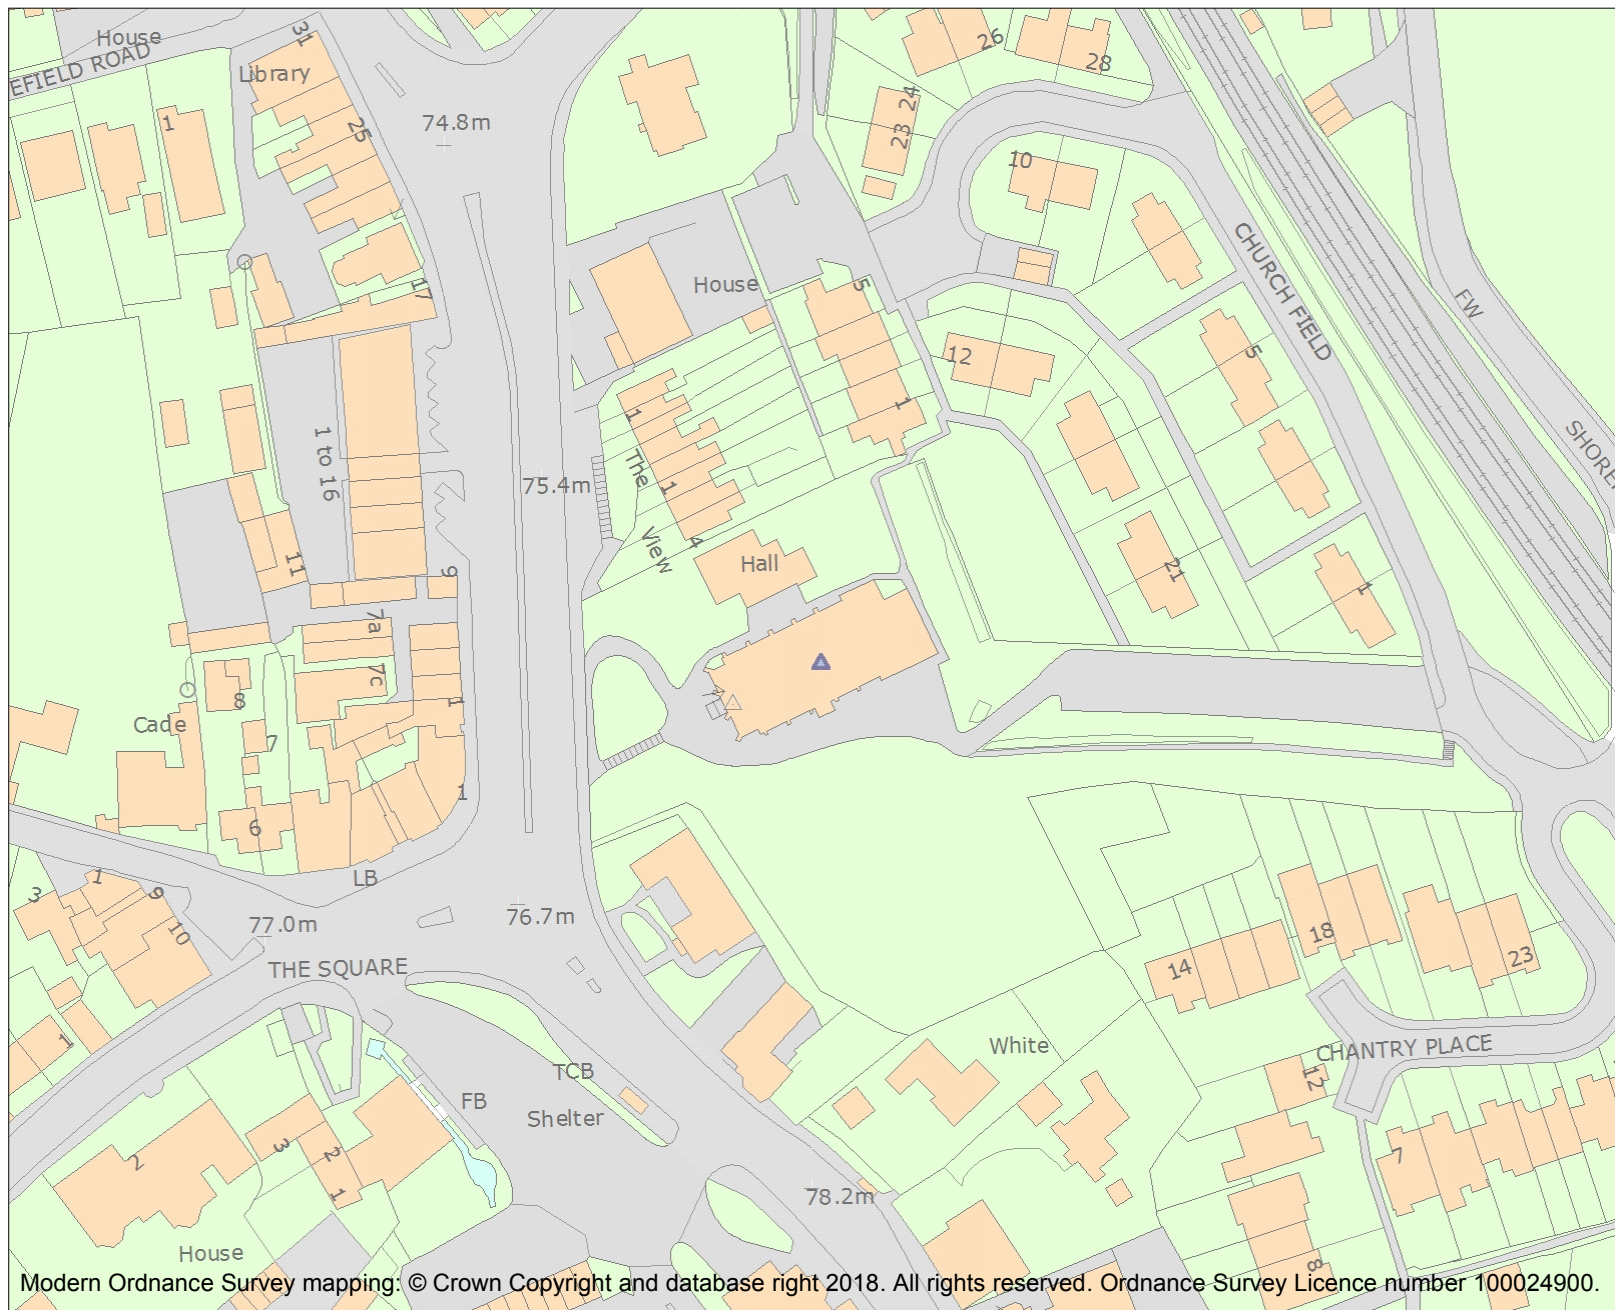 House
EFIELD ROAD
31
Library
26
28
1
25
74.8m
24
23
10
CHURCH FIELD
House
5
17
FW
12
5
1
1
SHORE
1 to 16
75.4m
The
1
View
4
Hall
11
9
21
1
7a
7c
8
1
Cade
7
1
6
LB
3
1
9
10
77.0m
76.7m
THE SQUARE
18
14
23
1
White
CHANTRY PLACE
12
TCB
FB
Shelter
2
3
2
1
7
78.2m
House
8
Modern Ordnance Survey mapping: © Crown Copyright and database right 2018. All rights reserved. Ordnance Survey Licence number 100024900.